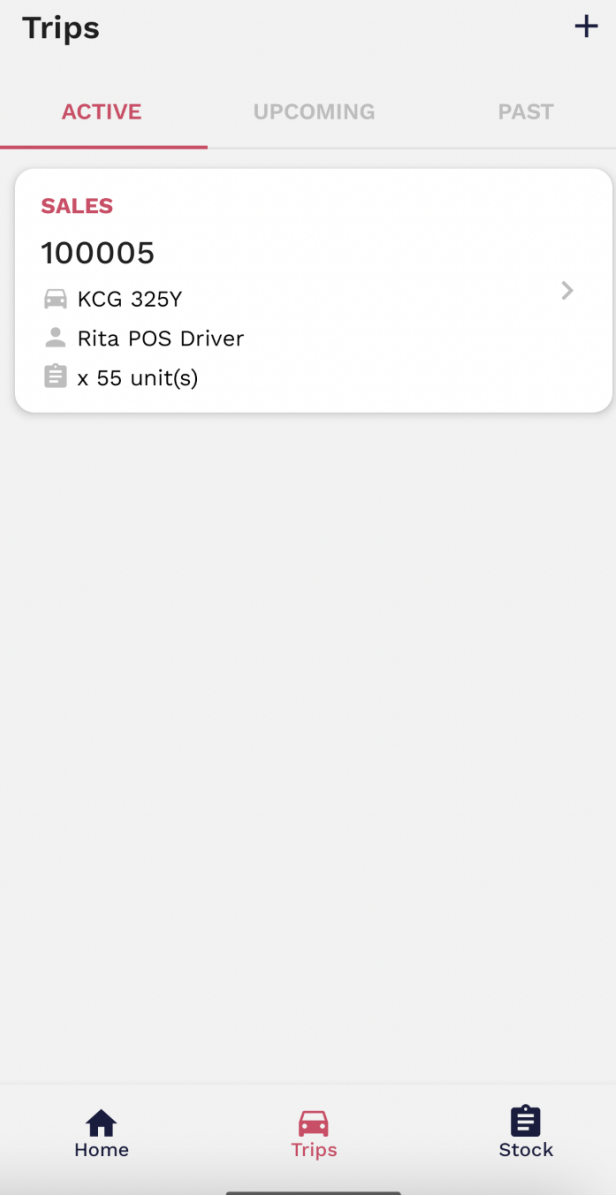 Trips +
ACTIVE UPCOMING PAST
SALES
100005
KCG 325Y
Rita POS Driver
x 55 unit(s)
Home Trips Stock